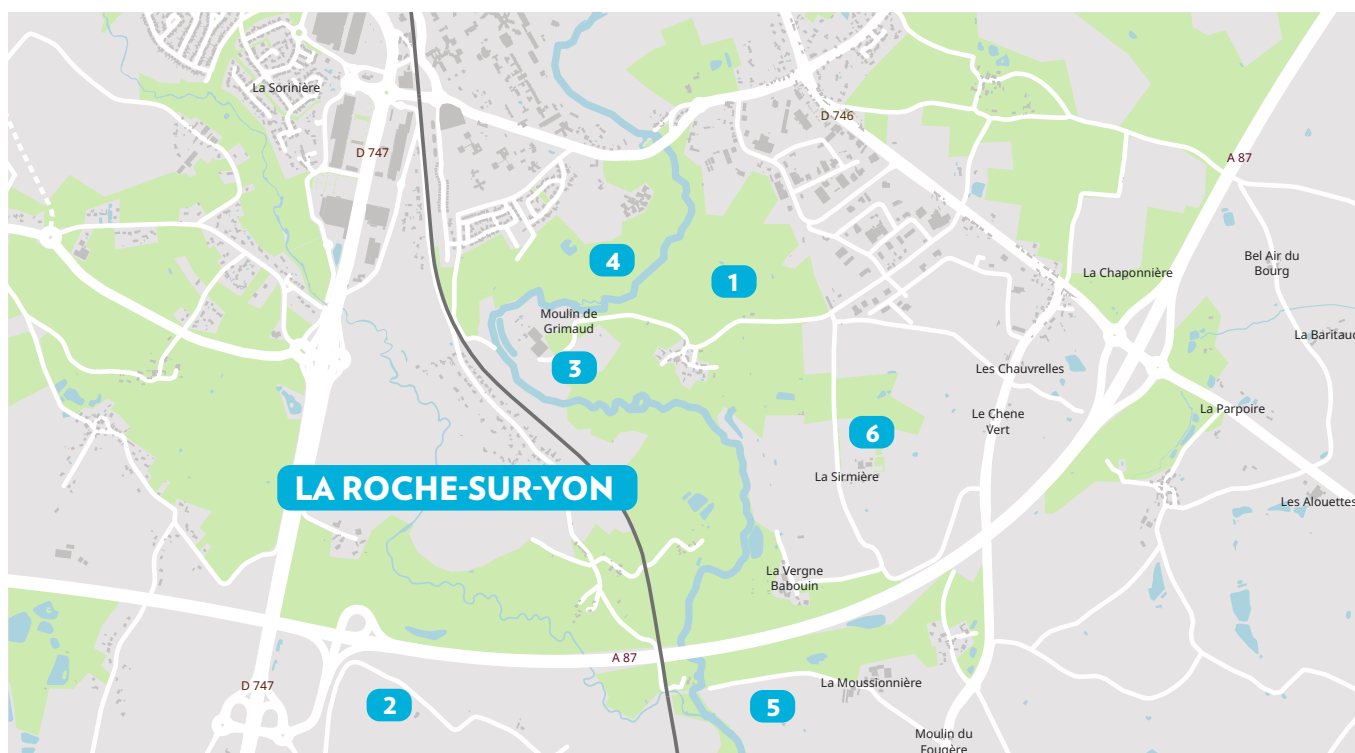 La Sorinière
D 746
D 747
A 87
4
1
Bel Air du
Bourg
La Chaponnière
Moulin de
Grimaud
La Baritaud
3
Les Chauvrelles
Le Chene
Vert
La Parpoire
6
La Sirmière
LA ROCHE-SUR-YON
Les Alouettes
La Vergne
Babouin
A 87
D 747
2
La Moussionnière
5
Moulin du
Fougère